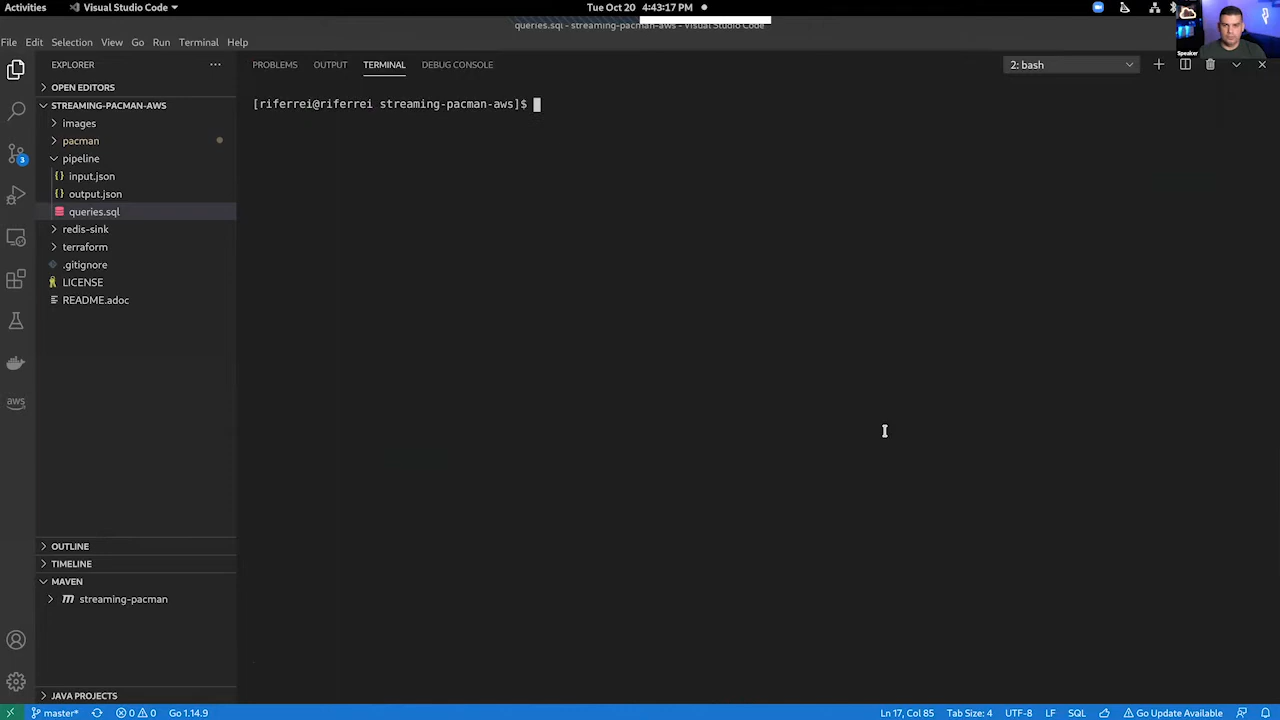 Activities
Visual Studio Code
Tue Oct 20 4:43:17 PM
queries.sql - streaming-pacman-aws - Visual Studio Code
File Edit Selection View Go Run Terminal Help
Speaker
EXPLORER
PROBLEMS OUTPUT TERMINAL DEBUG CONSOLE
2: bash
OPEN EDITORS
STREAMING-PACMAN-AWS
[riferrei@riferrei streaming-pacman-aws]$
images
pacman
pipeline
3
{} input.json
{} output.json
queries.sql
redis-sink
terraform
.gitignore
LICENSE
README.adoc
aws
OUTLINE
TIMELINE
MAVEN
m streaming-pacman
JAVA PROJECTS
master* 0 0 Go 1.14.9
Ln 17, Col 85 Tab Size: 4 UTF-8 LF SQL Go Update Available